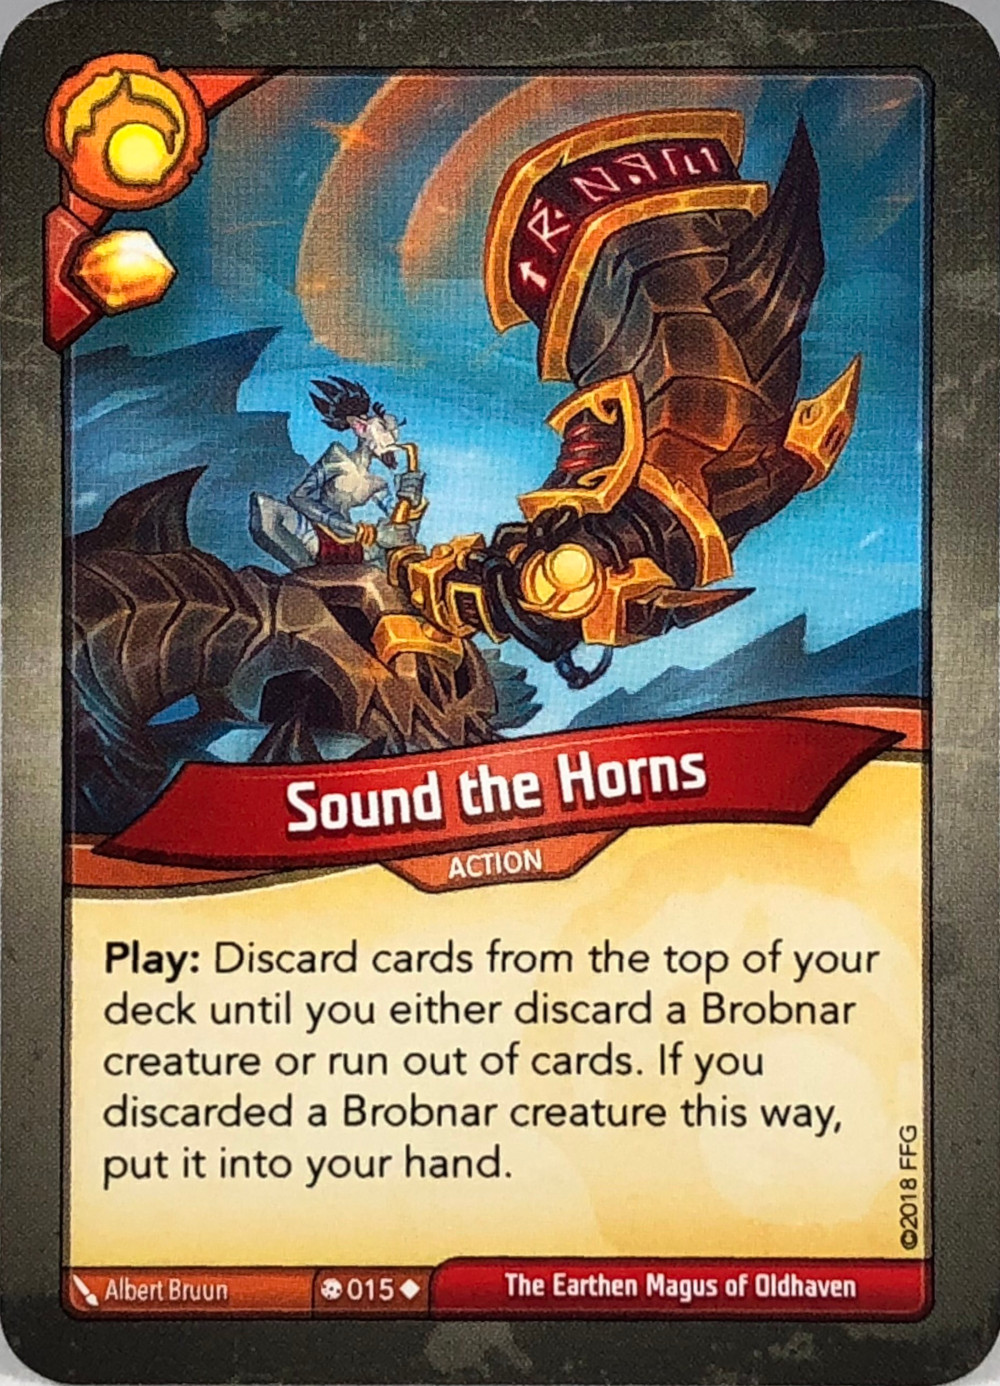 Sound the Horns
ACTION
Play: Discard cards from the top of your
deck until you either discard a Brobnar
creature or run out of cards. If you
discarded a Brobnar creature this way,
put it into your hand.
©2018 FFG
Albert Bruun
015
The Earthen Magus of Oldhaven